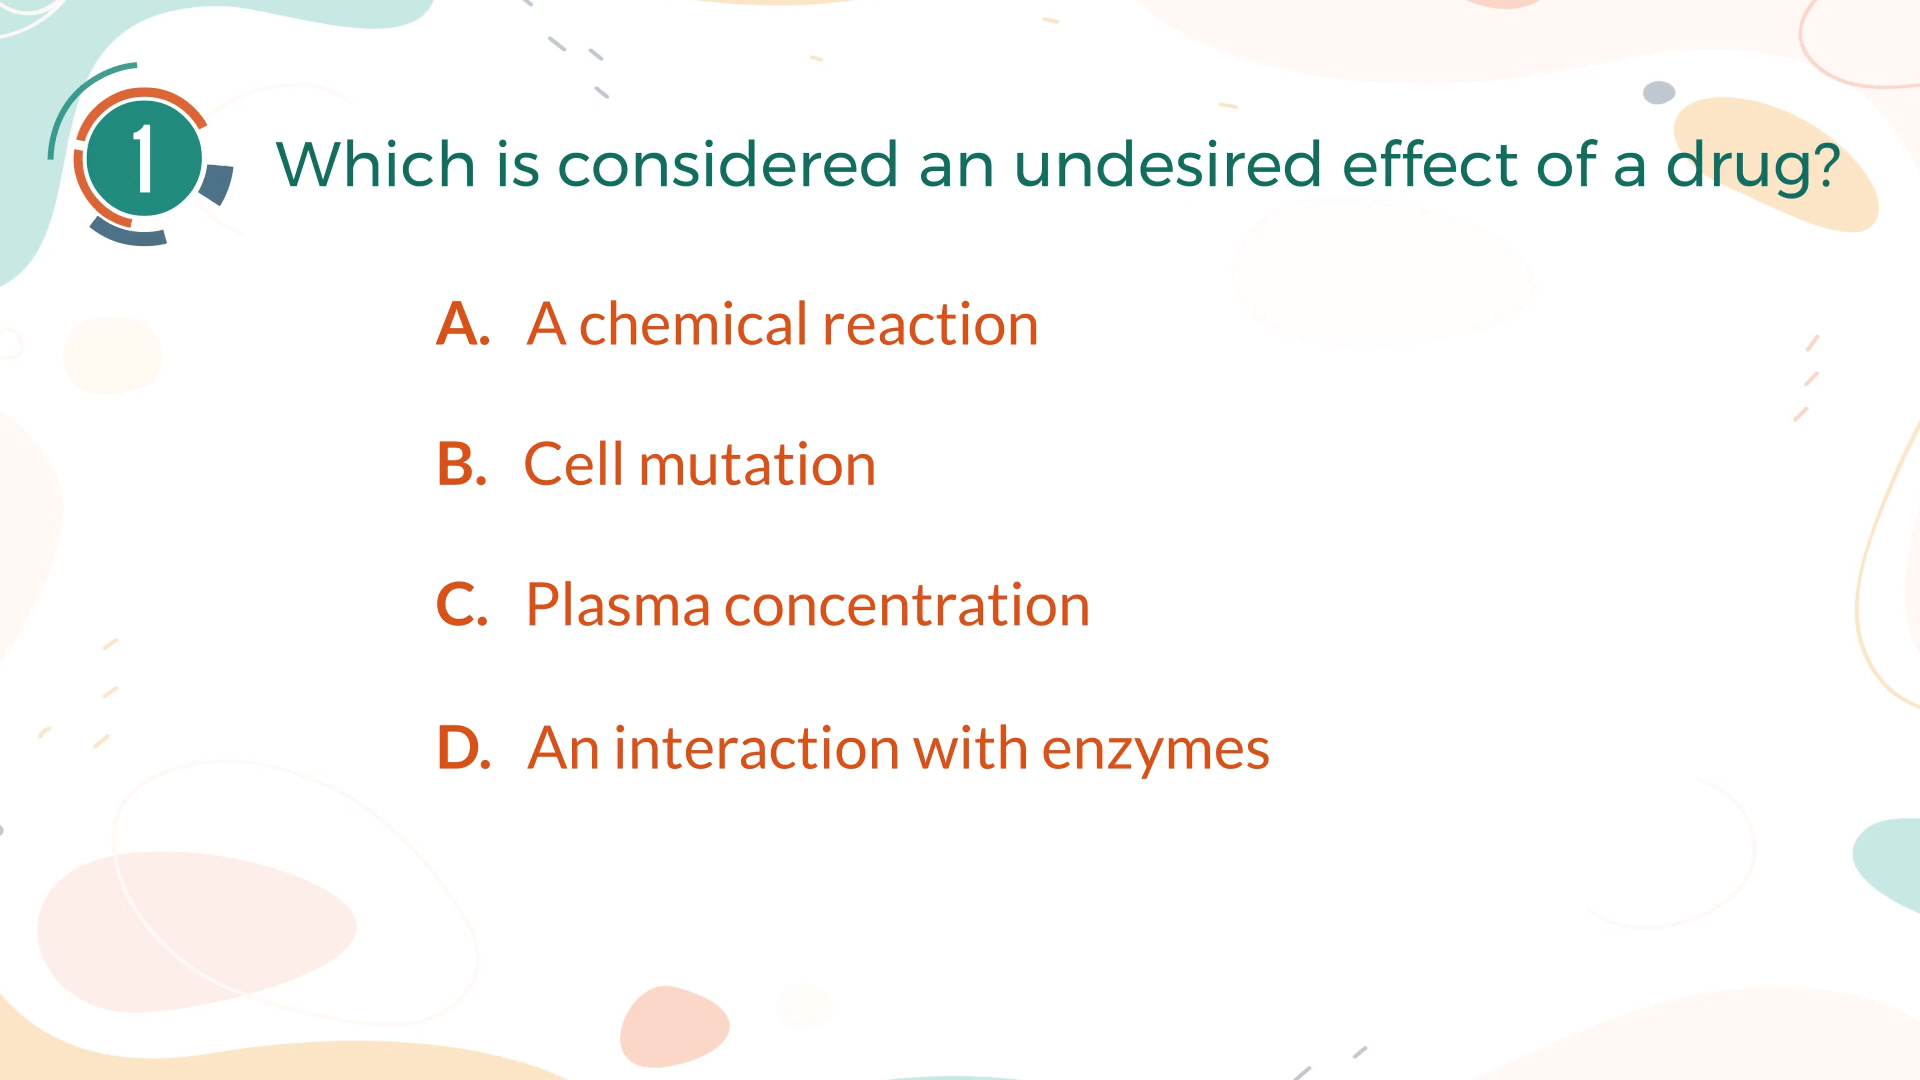 1
Which is considered an undesired effect of a drug?
A. A chemical reaction
B. Cell mutation
C. Plasma concentration
D. An interaction with enzymes